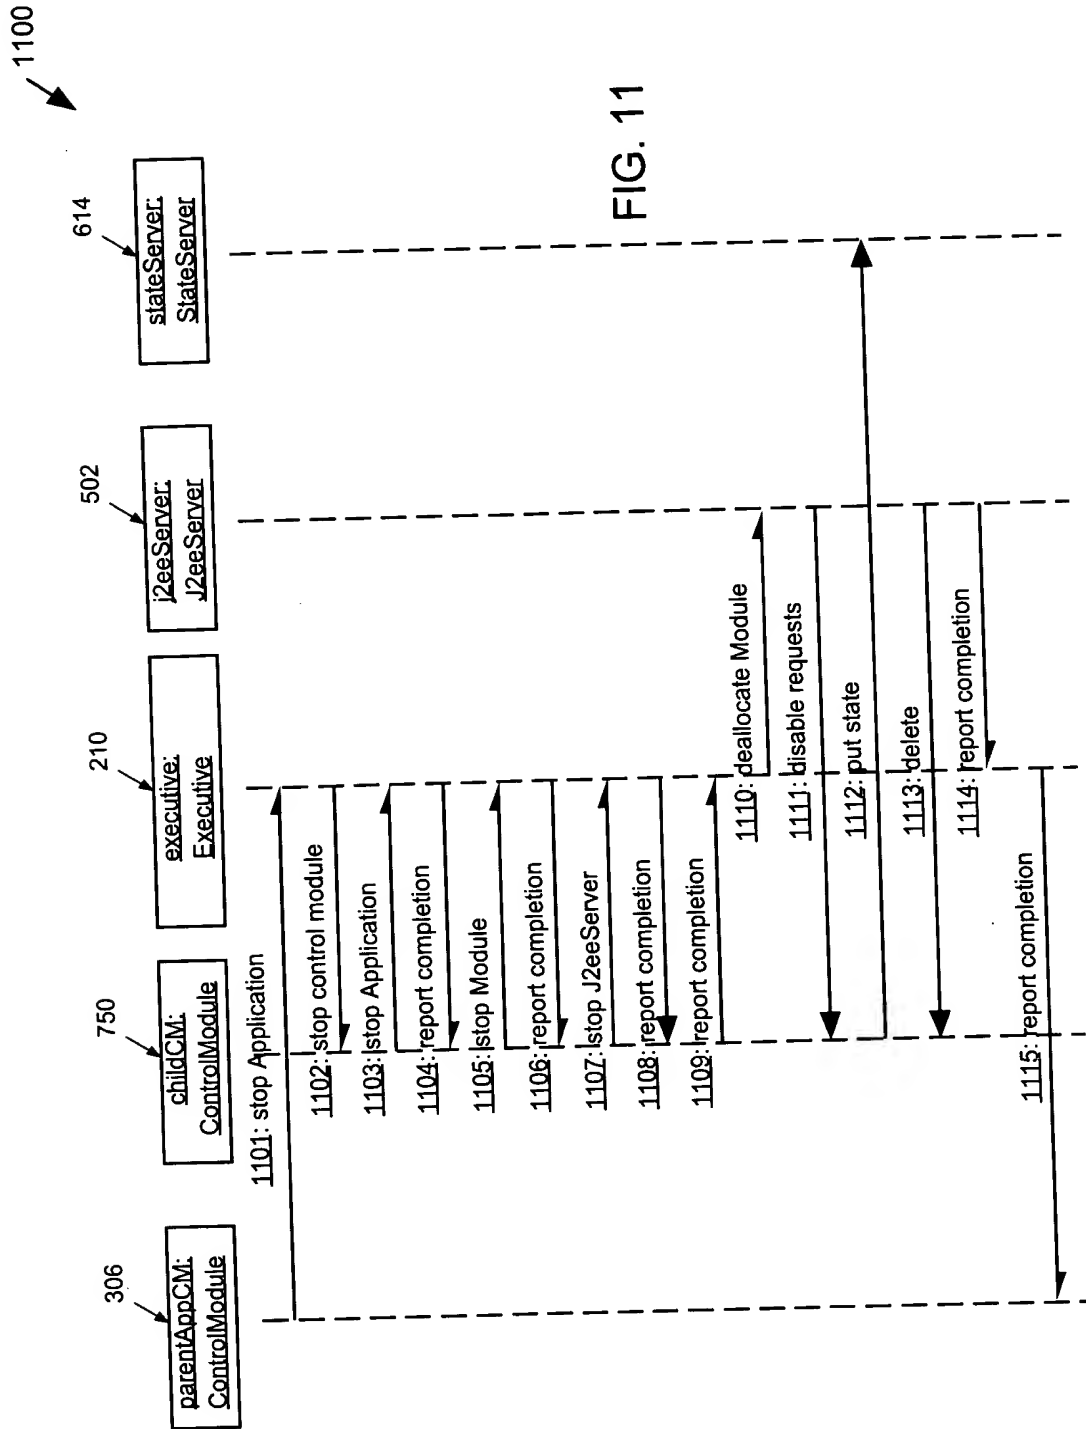 1100
306
750
210
502
614
parentAppCM:
ControlModule
childCM:
ControlModule
executive:
Executive
j2eeServer:
J2eeServer
stateServer:
StateServer
1101: stop Application
1102: stop control module
1103: stop Application
1104: report completion
1105: stop Module
1106: report completion
1107: stop J2eeServer
1108: report completion
1109: report completion
1110: deallocate Module
1111: disable requests
1112: put state
1113: delete
1114: report completion
1115: report completion
FIG. 11